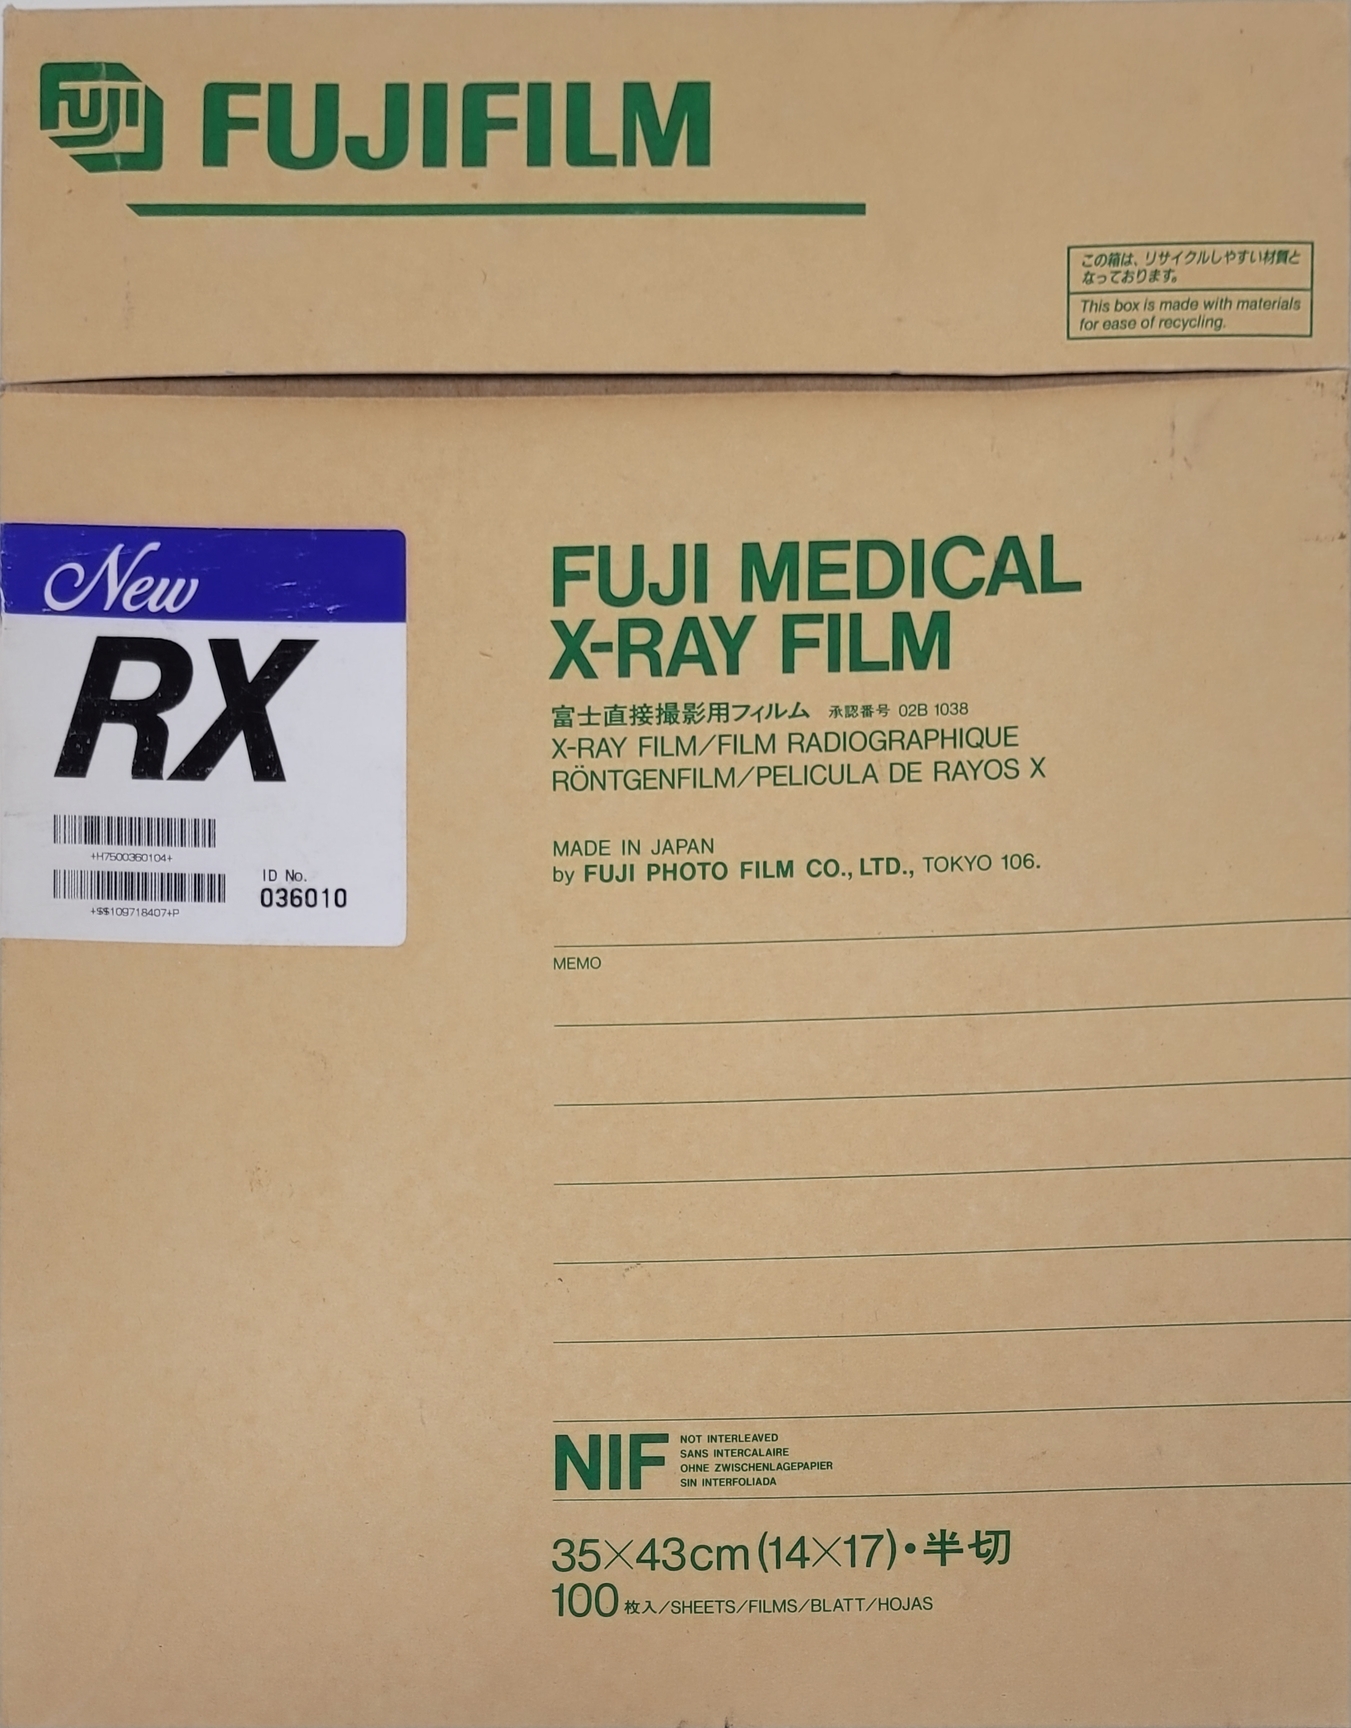 FUJI FUJIFILM
この箱は、リサイクルしやすい材質と
なっております。
This box is made with materials
for ease of recycling.
New
RX
+H7500360104+
+$$109718407+P
ID No.
036010
FUJI MEDICAL
X-RAY FILM
富士直接撮影用フィルム 承認番号 02B 1038
X-RAY FILM/FILM RADIOGRAPHIQUE
RÖNTGENFILM/PELICULA DE RAYOS X
MADE IN JAPAN
by FUJI PHOTO FILM CO., LTD., TOKYO 106.
MEMO
NIF
NOT INTERLEAVED
SANS INTERCALAIRE
OHNE ZWISCHENLAGEPAPIER
SIN INTERFOLIADA
35×43cm (14×17)・半切
100枚入/SHEETS/FILMS/BLATT/HOJAS